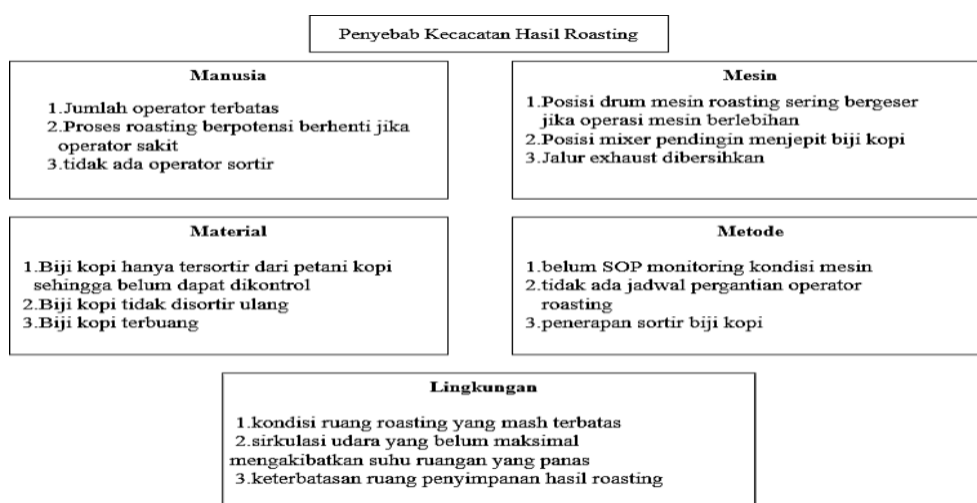 Penyebab Kecacatan Hasil Roasting
Manusia
1.Jumlah operator terbatas
2.Proses roasting berpotensi berhenti jika
operator sakit
3.tidak ada operator sortir
Mesin
1.Posisi drum mesin roasting sering bergeser
jika operasi mesin berlebihan
2.Posisi mixer pendingin menjepit biji kopi
3.Jalur exhaust dibersihkan
Material
1.Biji kopi hanya tersortir dari petani kopi
sehingga belum dapat dikontrol
2.Biji kopi tidak disortir ulang
3.Biji kopi terbuang
Metode
1.belum SOP monitoring kondisi mesin
2.tidak ada jadwal pergantian operator
roasting
3.penerapan sortir biji kopi
Lingkungan
1.kondisi ruang roasting yang mash terbatas
2.sirkulasi udara yang belum maksimal
mengakibatkan suhu ruangan yang panas
3.keterbatasan ruang penyimpanan hasil roasting